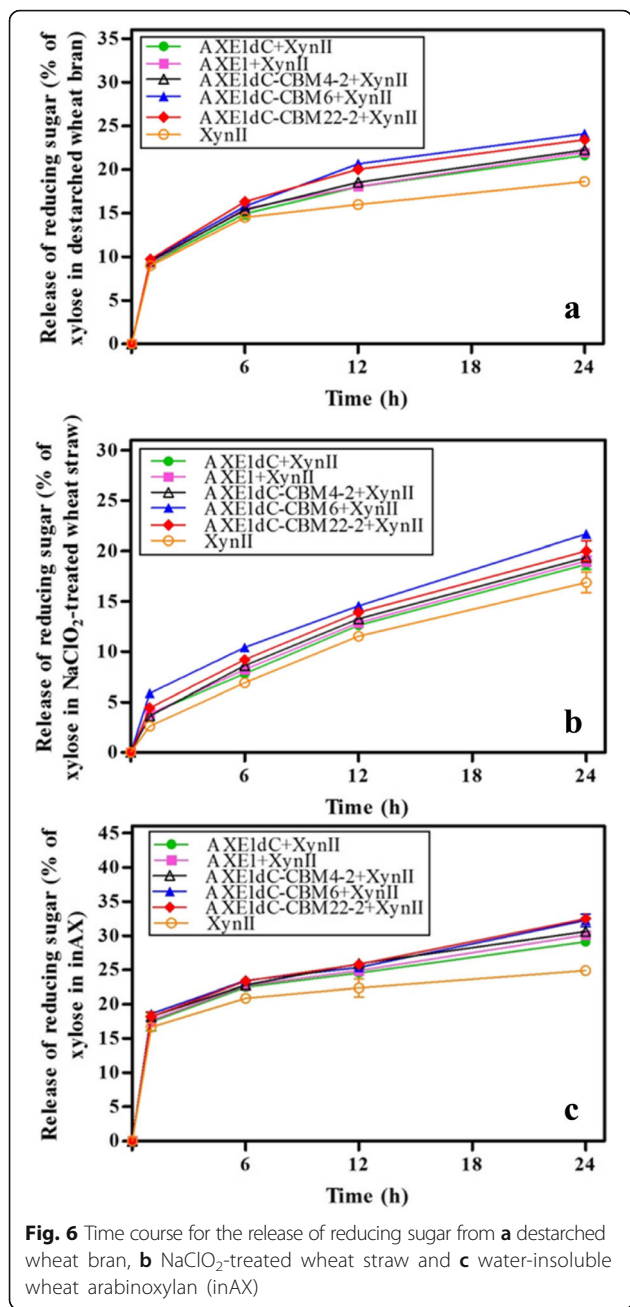 Release of reducing sugar (% of
xylose in destarched wheat bran)
35
30
25
20
15
10
5
0
AXE1dC+XynII
AXE1+XynII
AXE1dC-CBM4-2+XynII
AXE1dC-CBM6+XynII
AXE1dC-CBM22-2+XynII
XynII
a
6
12
18
24
Time (h)
Release of reducing sugar (% of
xylose in NaClO₂-treated wheat straw)
30
25
20
15
10
5
0
AXE1dC+XynII
AXE1+XynII
AXE1dC-CBM4-2+XynII
AXE1dC-CBM6+XynII
AXE1dC-CBM22-2+XynII
XynII
b
6
12
18
24
Time (h)
Release of reducing sugar (% of
xylose in inAX)
45
40
35
30
25
20
15
10
5
0
AXE1dC+XynII
AXE1+XynII
AXE1dC-CBM4-2+XynII
AXE1dC-CBM6+XynII
AXE1dC-CBM22-2+XynII
XynII
c
6
12
18
24
Time (h)
Fig. 6 Time course for the release of reducing sugar from a destarched
wheat bran, b NaClO₂-treated wheat straw and c water-insoluble
wheat arabinoxylan (inAX)